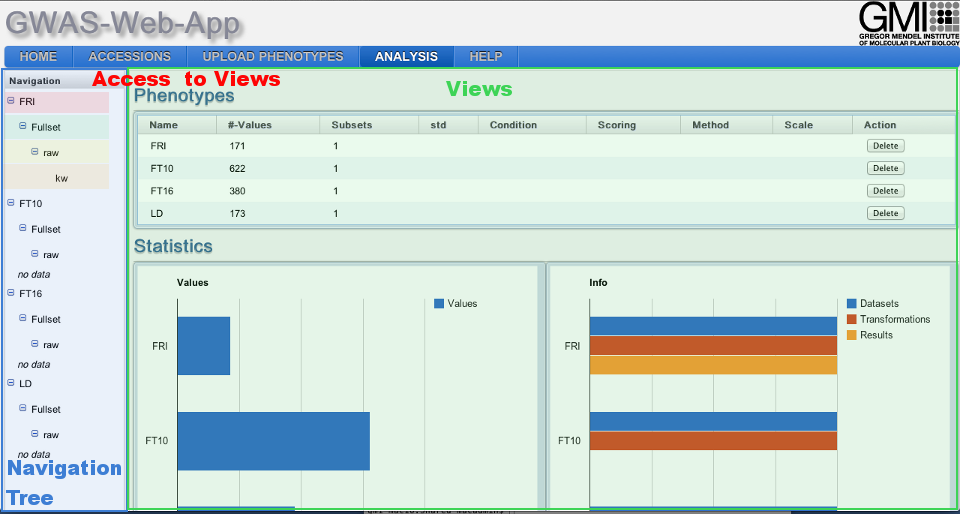 GWAS-Web-App
GMI
GREGOR MENDEL INSTITUTE
OF MOLECULAR PLANT BIOLOGY
HOME ACCESSIONS UPLOAD PHENOTYPES ANALYSIS HELP
Navigation
Access to Views
Views
FRI
Fullset
raw
kw
FT10
Fullset
raw
no data
FT16
Fullset
raw
no data
LD
Fullset
raw
no data
Navigation
Tree
Phenotypes
Name #-Values Subsets std Condition Scoring Method Scale Action
FRI 171 1 Delete
FT10 622 1 Delete
FT16 380 1 Delete
LD 173 1 Delete
Statistics
Values
Values
FRI
FT10
Info
Datasets
Transformations
Results
FRI
FT10